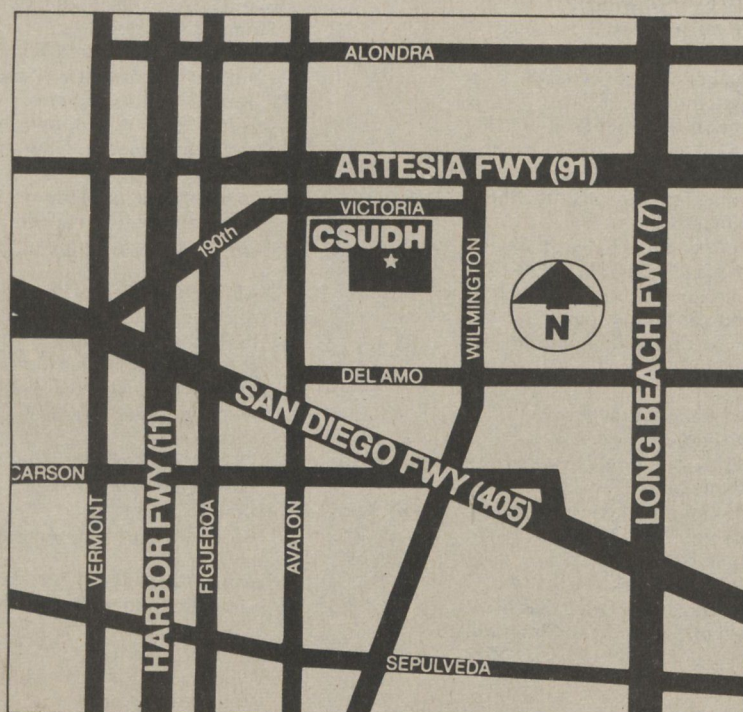 ALONDRA
ARTESIA FWY (91)
VICTORIA
190th
CSUDH
WILMINGTON
N
LONG BEACH FWY (7)
DEL AMO
SAN DIEGO FWY (405)
CARSON
VERMONT
HARBOR FWY (11)
FIGUEROA
AVALON
SEPULVEDA